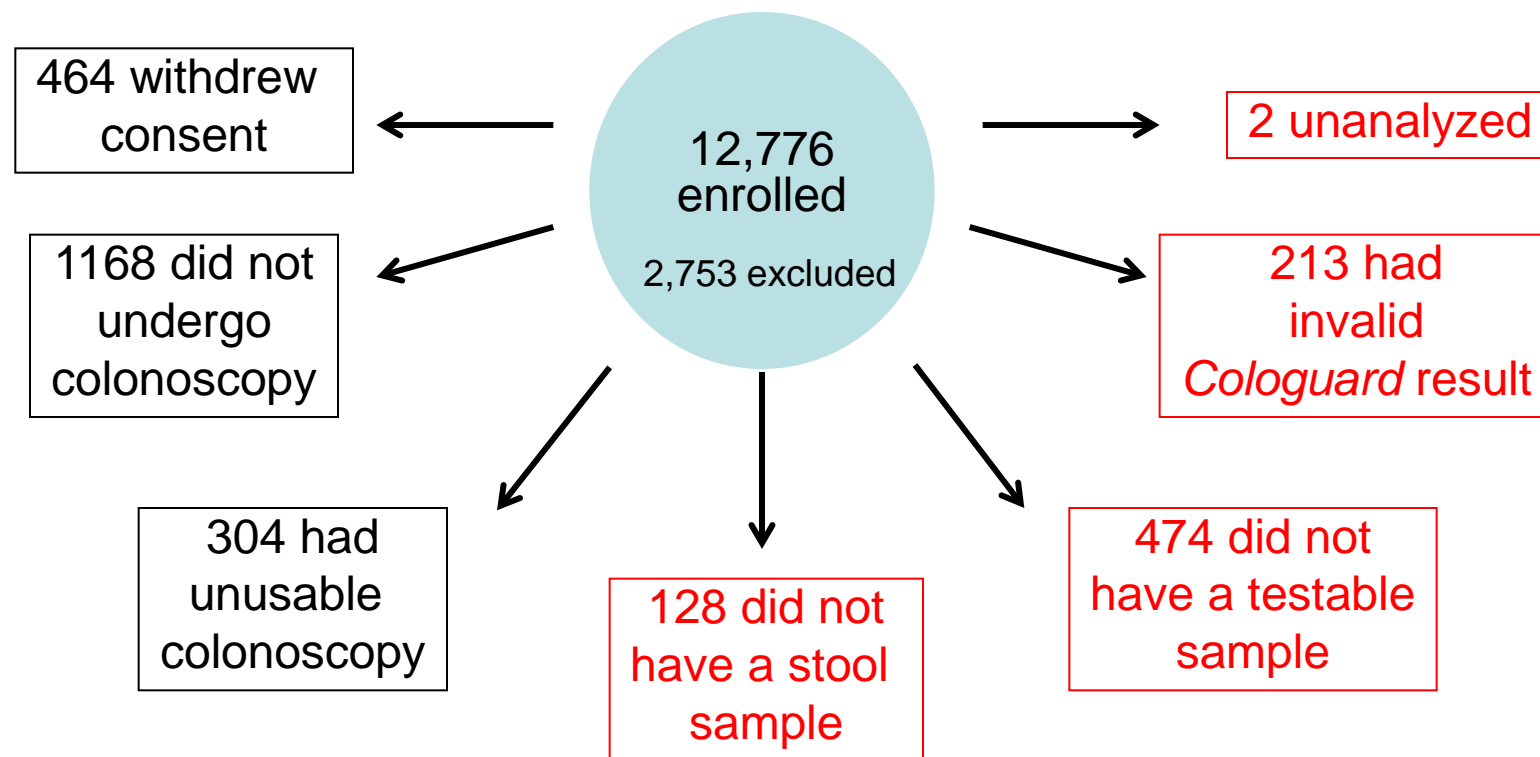 12,776
enrolled
2,753 excluded
464 withdrew
consent
1168 did not
undergo
colonoscopy
304 had
unusable
colonoscopy
128 did not
have a stool
sample
474 did not
have a testable
sample
213 had
invalid
Cologuard result
2 unanalyzed